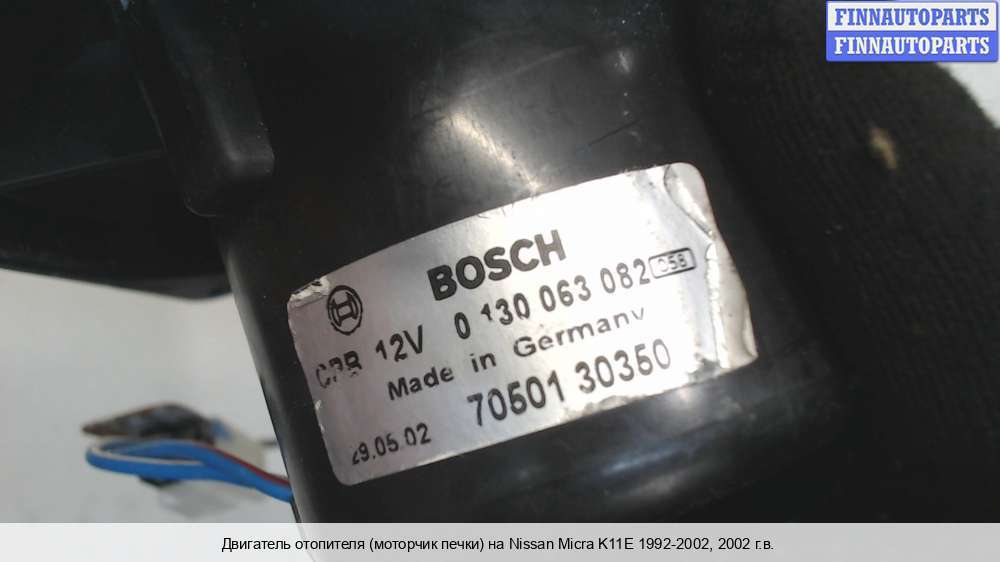 FINNAUTOPARTS
FINNAUTOPARTS
BOSCH
12V 0 130 063 082 C58
Made in Germany
70501 30350
29.05.02
Двигатель отопителя (моторчик печки) на Nissan Micra K11E 1992-2002, 2002 г.в.